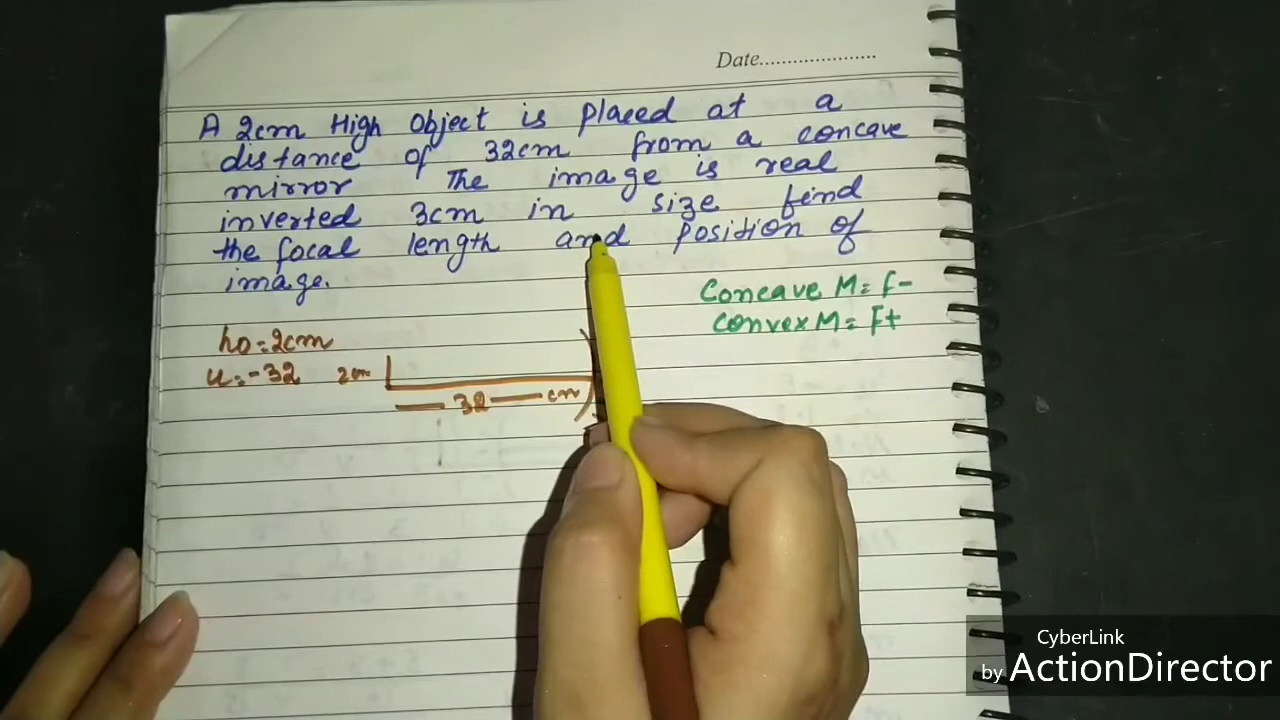 Date.....................
A 2cm High Object is placed at a
distance of 32cm from a concave
mirror The image is real
inverted 3cm in size find
the focal length and position of
image.
Concave M = f-
Convex M = F+
ho = 2cm
u = -32 2cm
32 cm
CyberLink
by ActionDirector